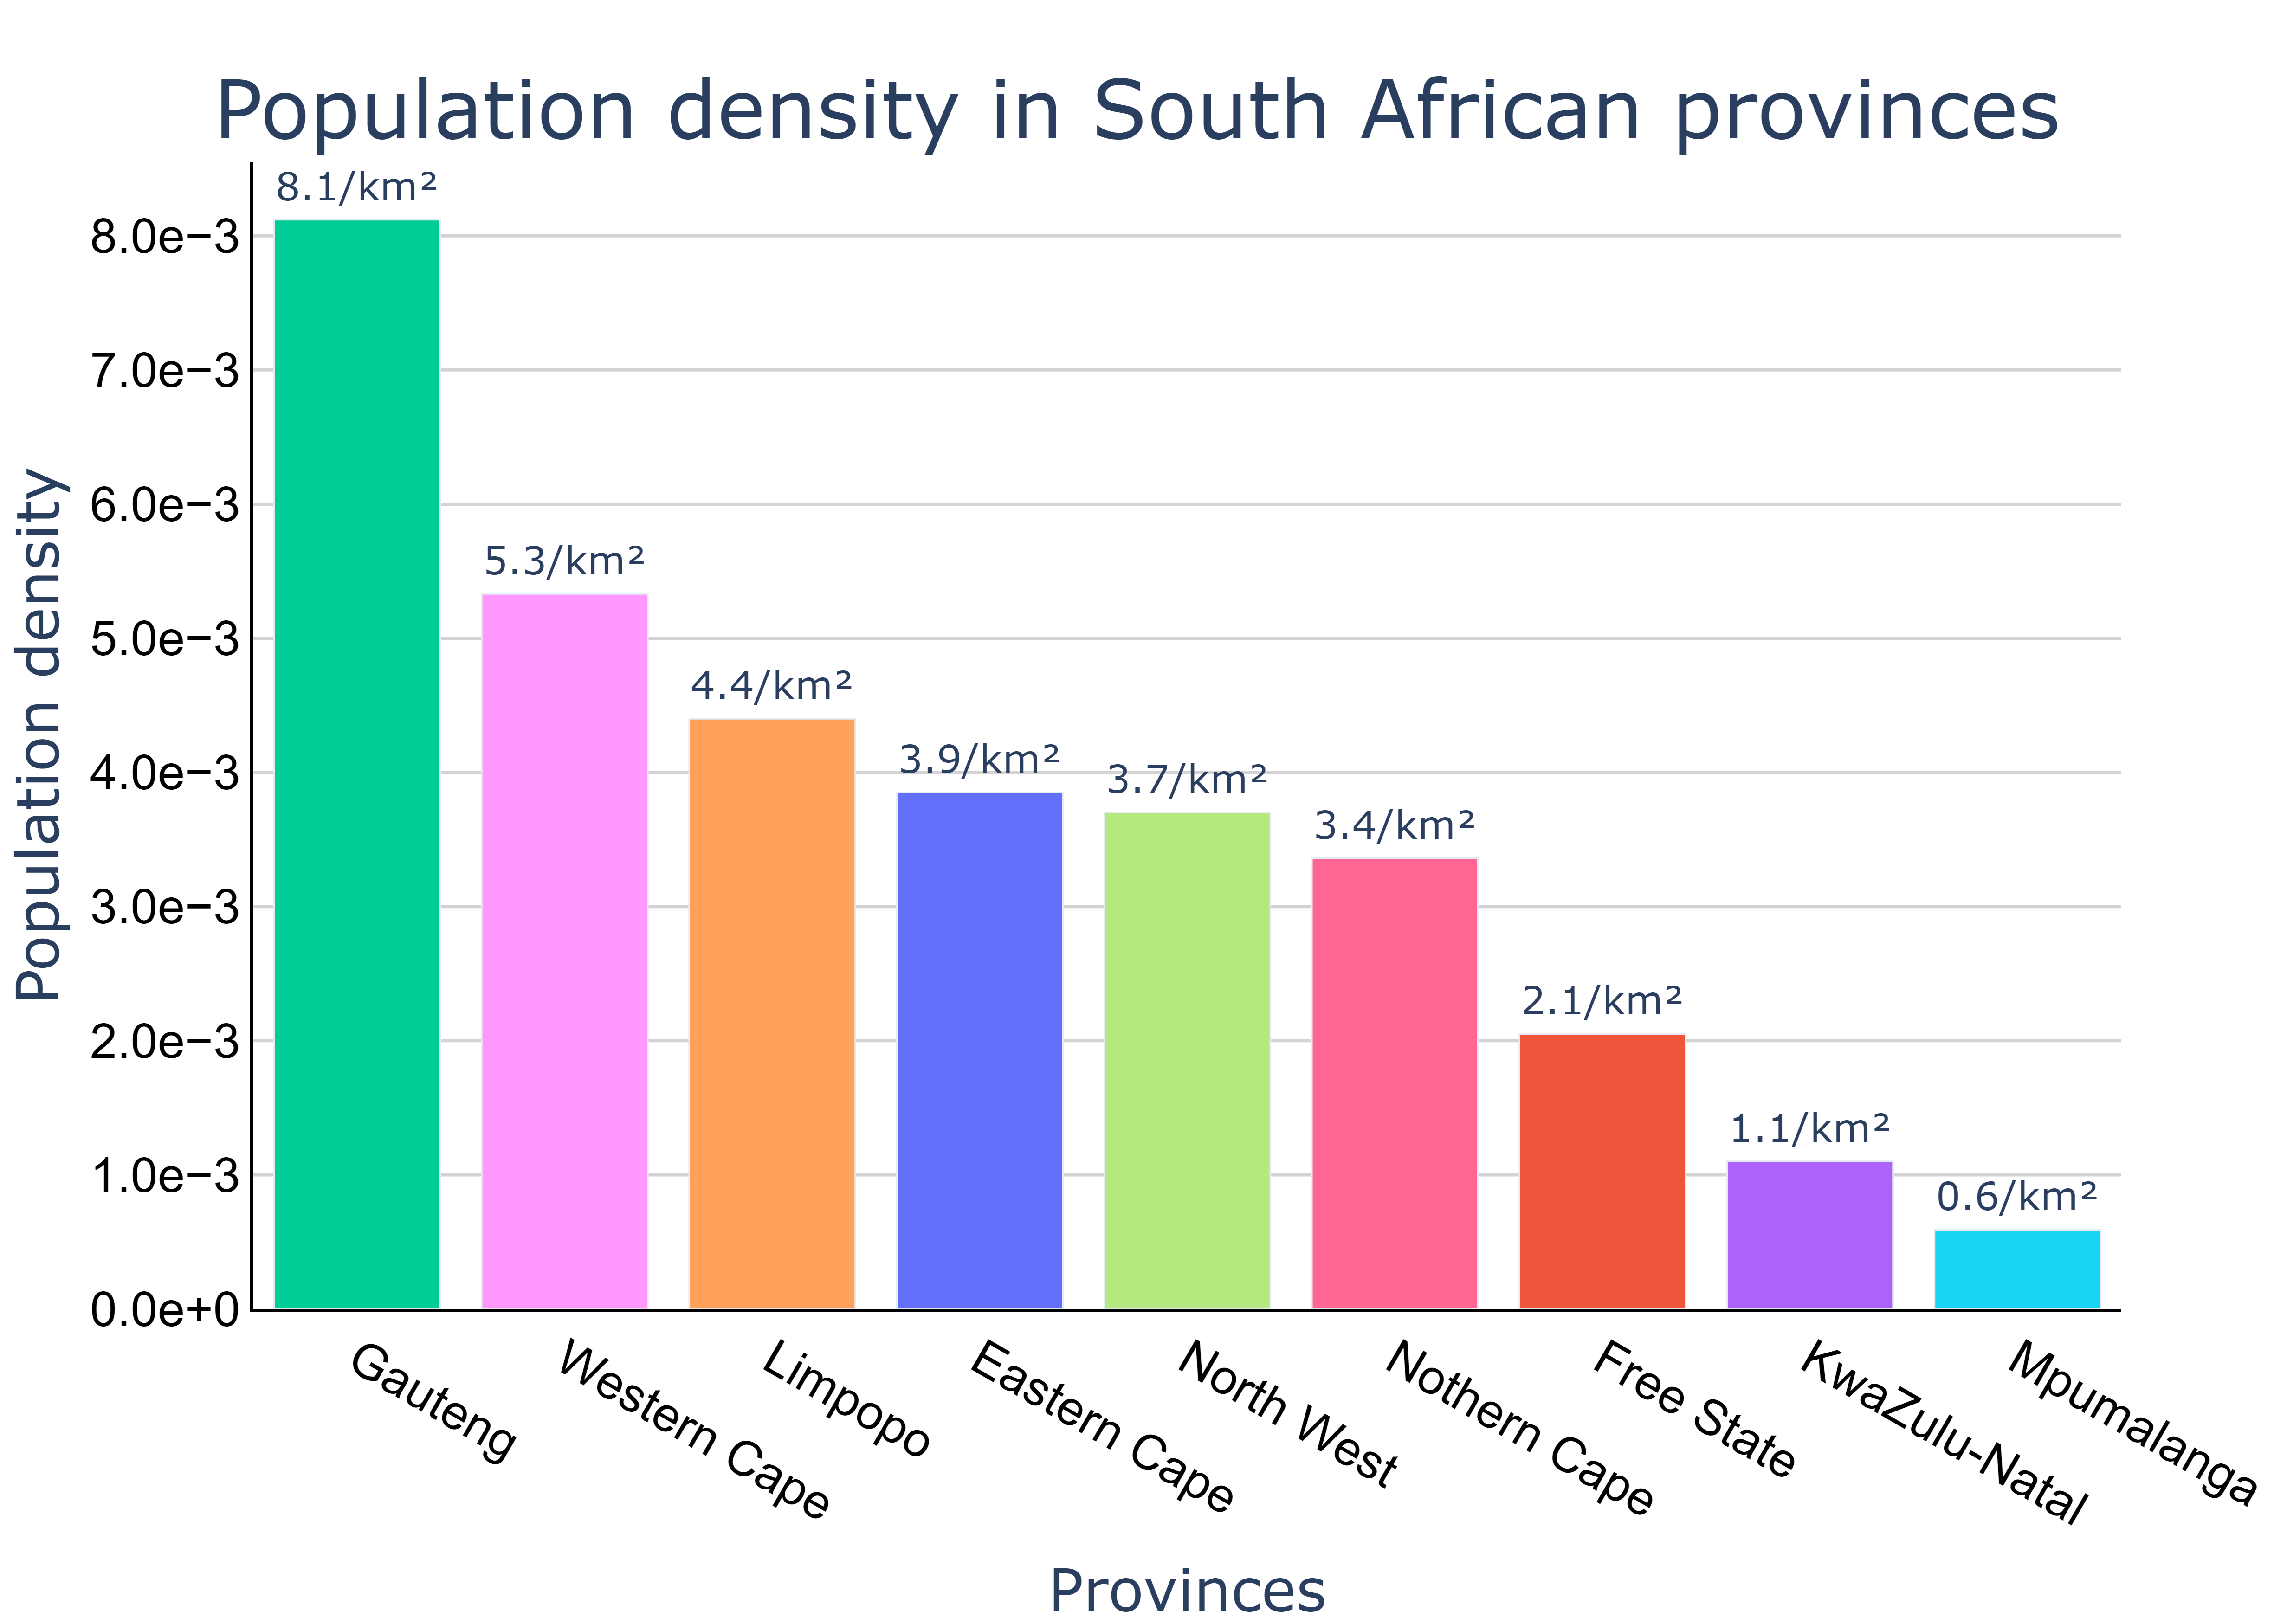 Population density in South African provinces
8.1/km²
8.0e−3
7.0e−3
6.0e−3
5.3/km²
5.0e−3
4.4/km²
3.9/km²
4.0e−3
3.7/km²
3.4/km²
3.0e−3
2.1/km²
2.0e−3
1.1/km²
1.0e−3
0.6/km²
0.0e+0
Population density
Gauteng
Western Cape
Limpopo
Eastern Cape
North West
Nothern Cape
Free State
KwaZulu-Natal
Mpumalanga
Provinces